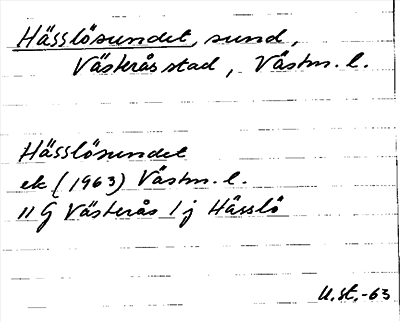 Hässlösundet, sund,
Västerås stad, Västm. l.
Hässlösundet
ek (1963) Västm. l.
11 G Västerås 1 j Hässlö
U.st.-63